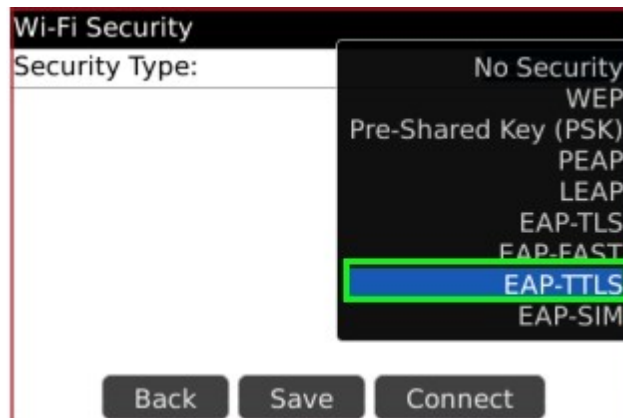 Wi-Fi Security
Security Type:
No Security
WEP
Pre-Shared Key (PSK)
PEAP
LEAP
EAP-TLS
EAP-FAST
EAP-TTLS
EAP-SIM
Back Save Connect